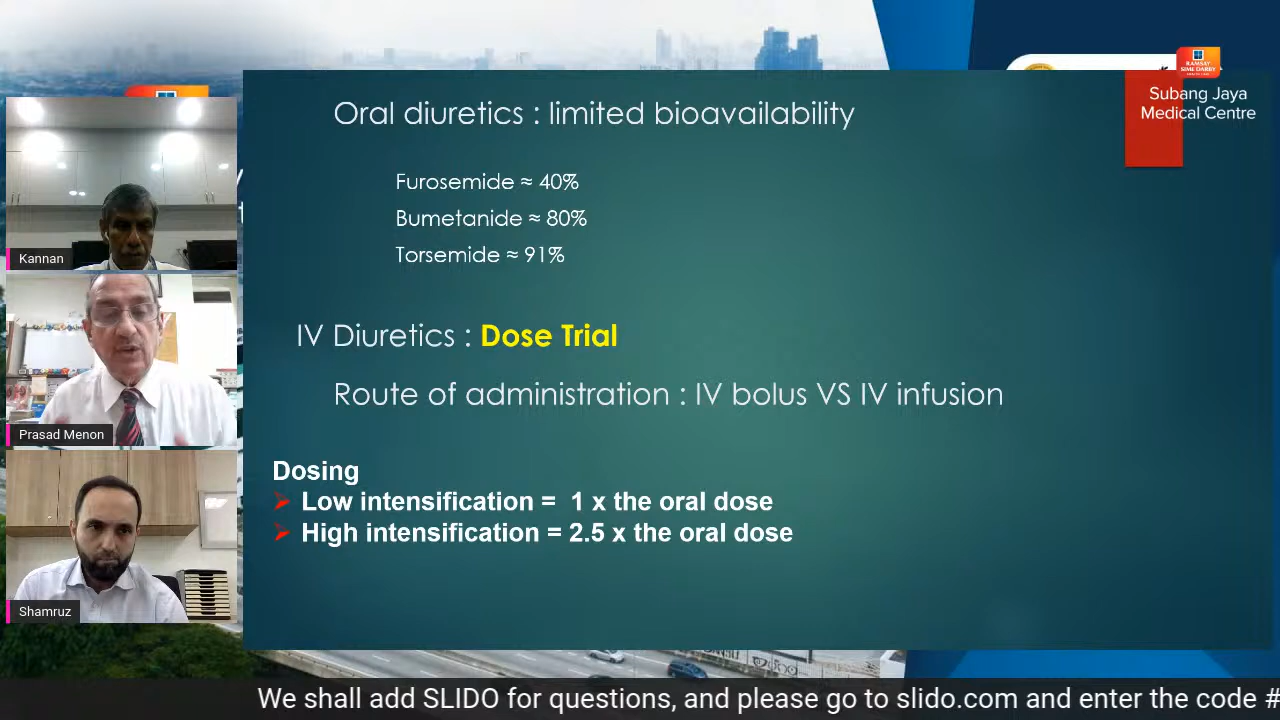 RAMSAY
SIME DARBY
Subang Jaya
Medical Centre
Oral diuretics : limited bioavailability
Furosemide ≈ 40%
Bumetanide ≈ 80%
Torsemide ≈ 91%
IV Diuretics : Dose Trial
Route of administration : IV bolus VS IV infusion
Dosing
➢ Low intensification = 1 x the oral dose
➢ High intensification = 2.5 x the oral dose
Kannan
Prasad Menon
Shamruz
We shall add SLIDO for questions, and please go to slido.com and enter the code #